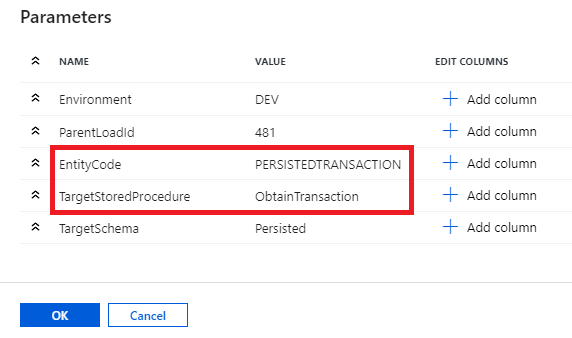 Parameters
NAME VALUE EDIT COLUMNS
Environment DEV Add column
ParentLoadId 481 Add column
EntityCode PERSISTEDTRANSACTION Add column
TargetStoredProcedure ObtainTransaction Add column
TargetSchema Persisted Add column
OK Cancel